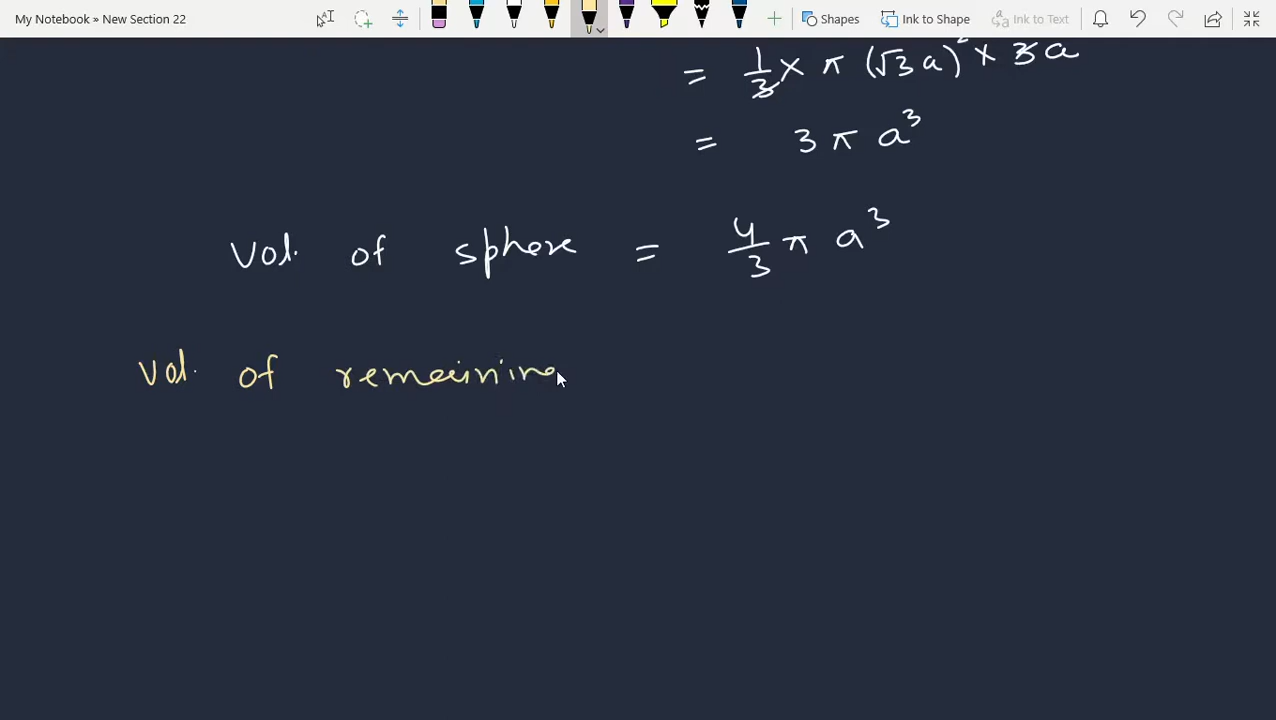 My Notebook » New Section 22
Shapes Ink to Shape Ink to Text
= 1/3 × π (√3 a)² × 3a
= 3 π a³
Vol. of sphere = 4/3 π a³
Vol. of remaining